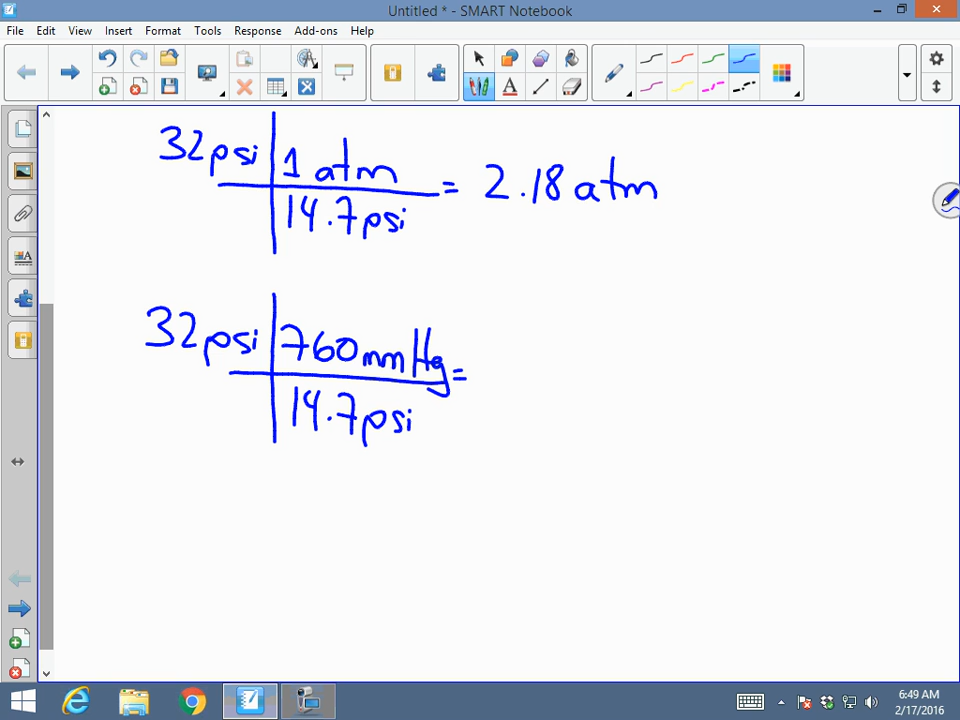 Untitled * - SMART Notebook
File Edit View Insert Format Tools Response Add-ons Help
32psi 1 atm = 2.18 atm
14.7psi
32psi 760mmHg =
14.7psi
6:49 AM
2/17/2016